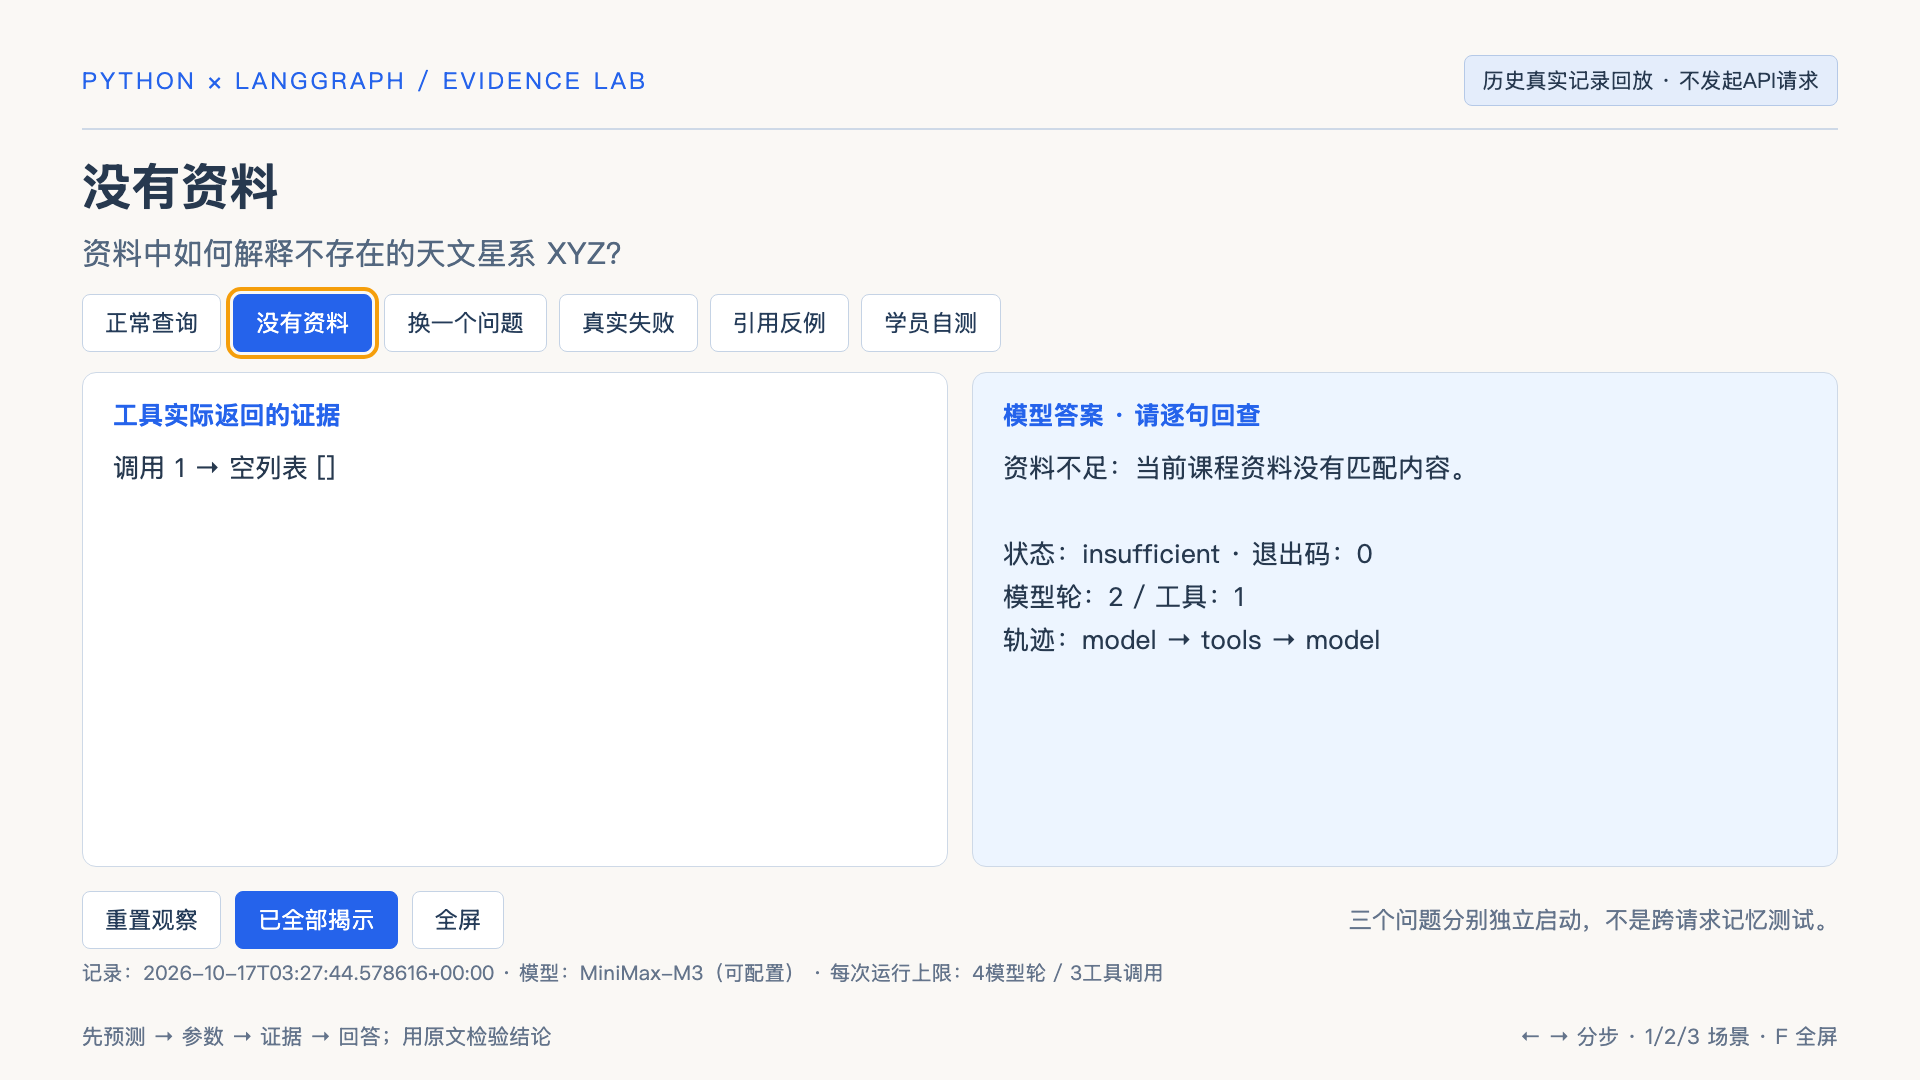 PYTHON × LANGGRAPH / EVIDENCE LAB
历史真实记录回放 · 不发起API请求
没有资料
资料中如何解释不存在的天文星系 XYZ?
正常查询
没有资料
换一个问题
真实失败
引用反例
学员自测
工具实际返回的证据
调用 1 → 空列表 []
模型答案 · 请逐句回查
资料不足：当前课程资料没有匹配内容。
状态：insufficient · 退出码：0
模型轮：2 / 工具：1
轨迹：model → tools → model
重置观察
已全部揭示
全屏
三个问题分别独立启动，不是跨请求记忆测试。
记录：2026-10-17T03:27:44.578616+00:00 · 模型：MiniMax-M3（可配置） · 每次运行上限：4模型轮 / 3工具调用
先预测 → 参数 → 证据 → 回答；用原文检验结论
← → 分步 · 1/2/3 场景 · F 全屏